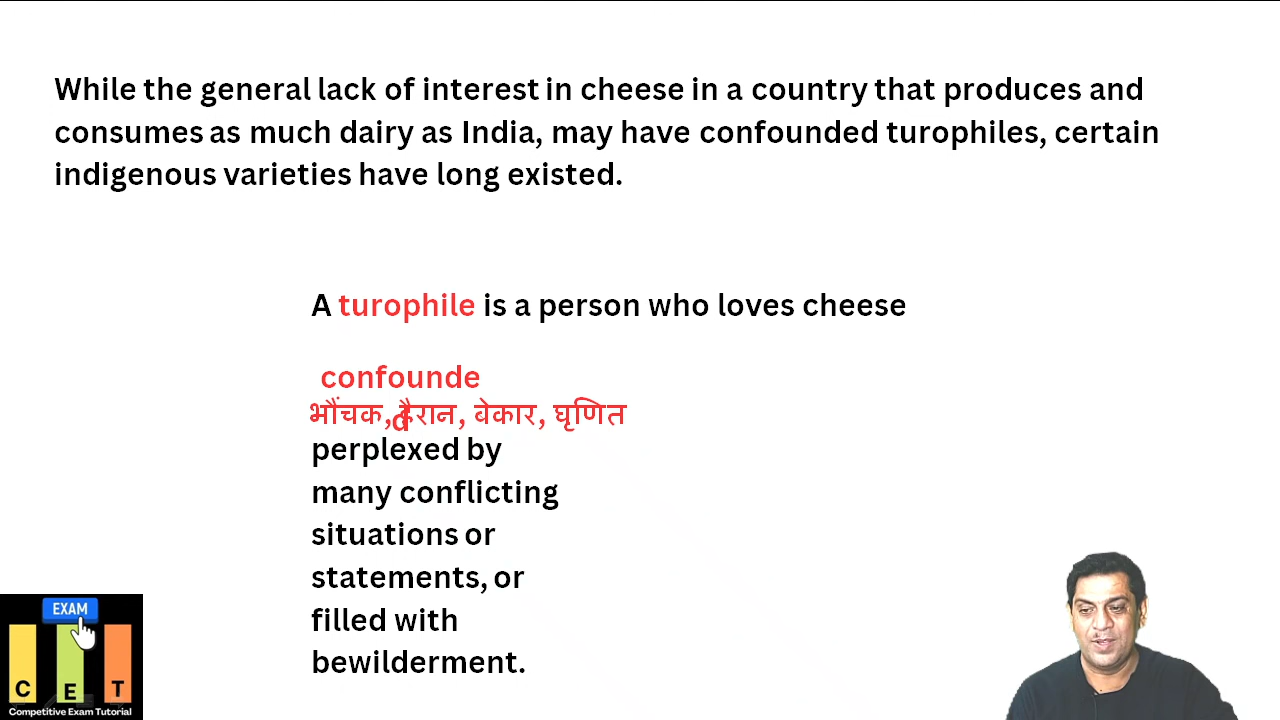 While the general lack of interest in cheese in a country that produces and
consumes as much dairy as India, may have confounded turophiles, certain
indigenous varieties have long existed.
A turophile is a person who loves cheese
confounde
d
भौंचक, हैरान, बेकार, घृणित
perplexed by
many conflicting
situations or
statements, or
filled with
bewilderment.
EXAM
C E T
Competitive Exam Tutorial